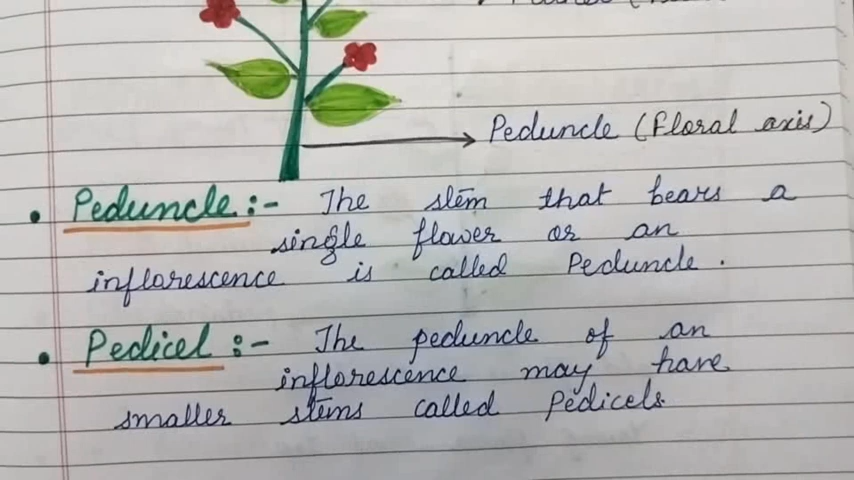 Peduncle (Floral axis)
• Peduncle :- The stem that bears a
single flower or an
inflorescence is called Peduncle.
• Pedicel :- The peduncle of an
inflorescence may have
smaller stems called Pedicels.